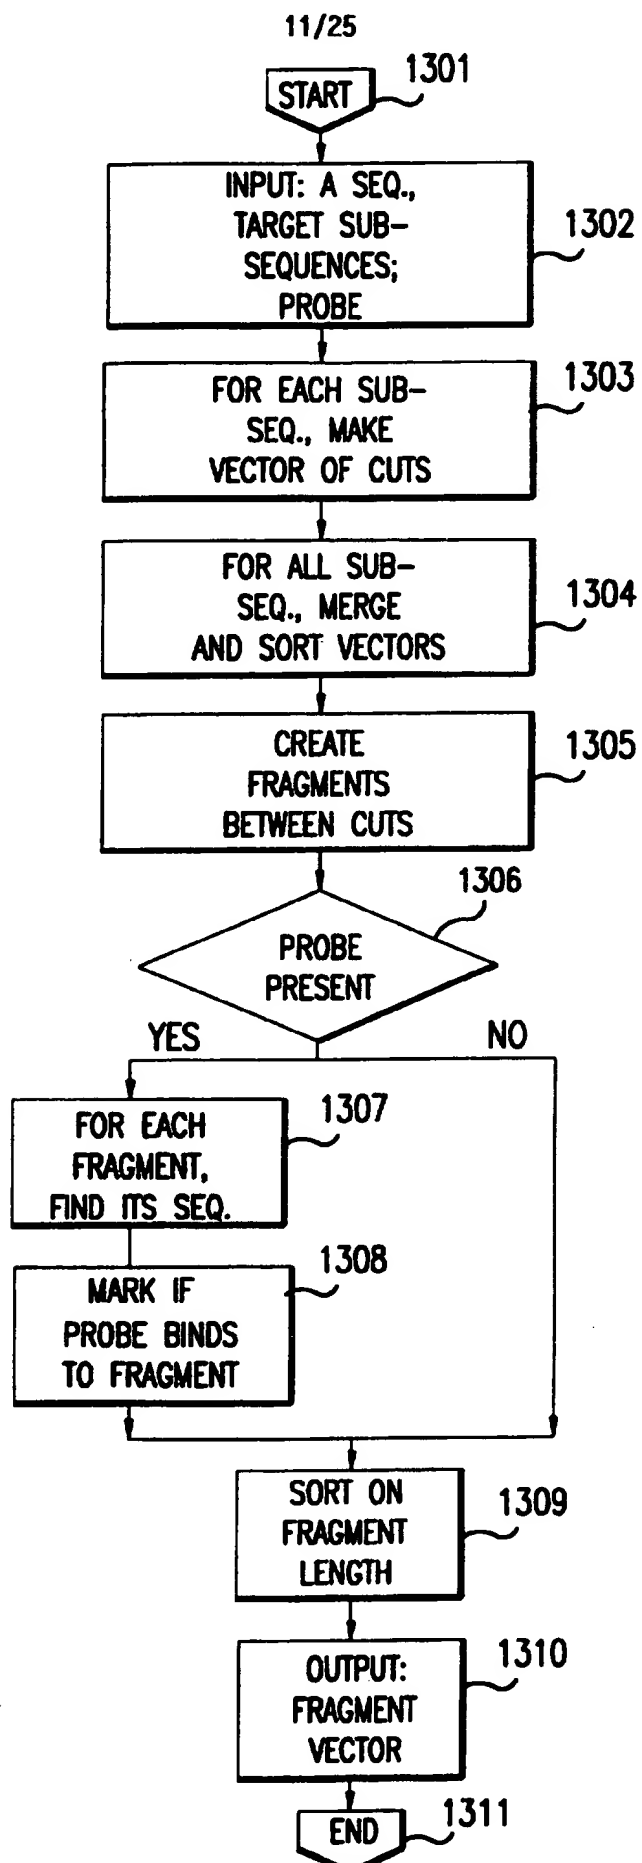 11/25
START
1301
INPUT: A SEQ.,
TARGET SUB-
SEQUENCES;
PROBE
1302
FOR EACH SUB-
SEQ., MAKE
VECTOR OF CUTS
1303
FOR ALL SUB-
SEQ., MERGE
AND SORT VECTORS
1304
CREATE
FRAGMENTS
BETWEEN CUTS
1305
1306
PROBE
PRESENT
YES
NO
FOR EACH
FRAGMENT,
FIND ITS SEQ.
1307
MARK IF
PROBE BINDS
TO FRAGMENT
1308
SORT ON
FRAGMENT
LENGTH
1309
OUTPUT:
FRAGMENT
VECTOR
1310
END
1311